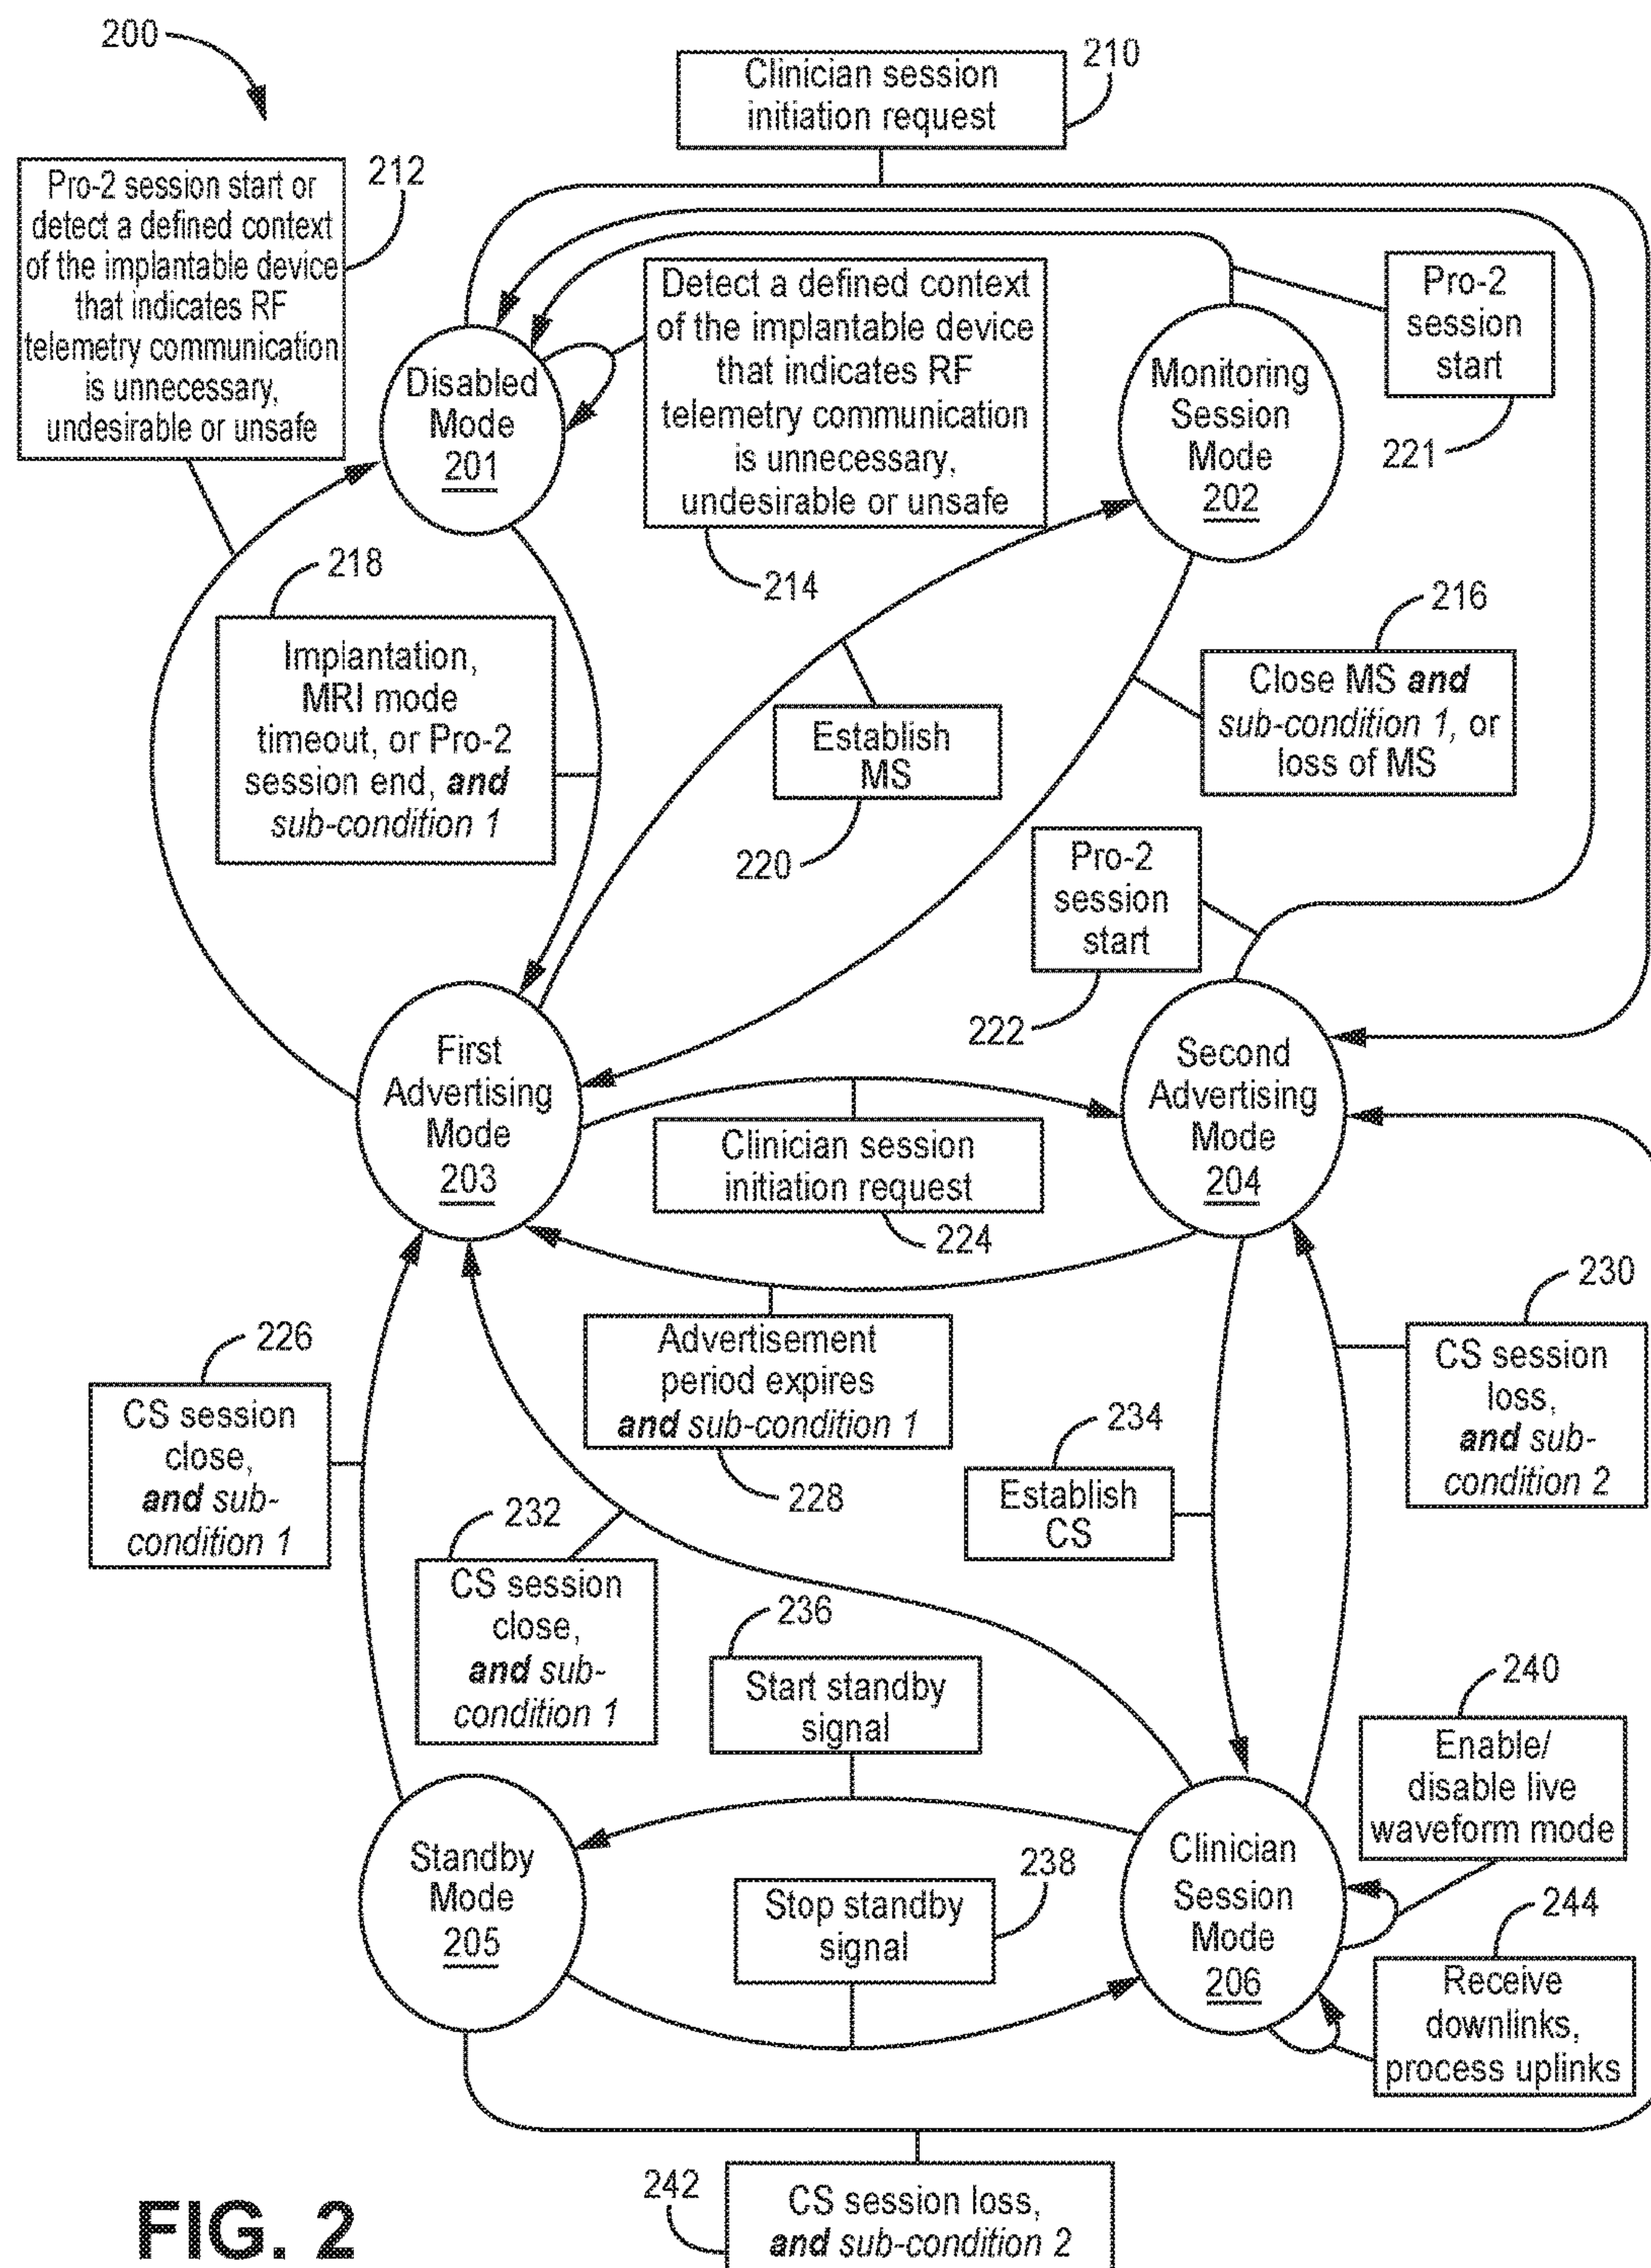 200
Clinician session
initiation request
210
Pro-2 session start or
detect a defined context
of the implantable device
that indicates RF
telemetry communication
is unnecessary,
undesirable or unsafe
212
Detect a defined context
of the implantable device
that indicates RF
telemetry communication
is unnecessary,
undesirable or unsafe
214
Disabled
Mode
201
Monitoring
Session
Mode
202
Pro-2
session
start
221
218
Implantation,
MRI mode
timeout, or Pro-2
session end, and
sub-condition 1
Establish
MS
220
216
Close MS and
sub-condition 1, or
loss of MS
Pro-2
session
start
222
First
Advertising
Mode
203
Clinician session
initiation request
224
Second
Advertising
Mode
204
226
CS session
close,
and sub-
condition 1
Advertisement
period expires
and sub-condition 1
228
230
CS session
loss,
and sub-
condition 2
234
Establish
CS
232
CS session
close,
and sub-
condition 1
236
Start standby
signal
240
Enable/
disable live
waveform mode
Standby
Mode
205
Stop standby
signal
238
Clinician
Session
Mode
206
244
Receive
downlinks,
process uplinks
242
CS session loss,
and sub-condition 2
FIG. 2